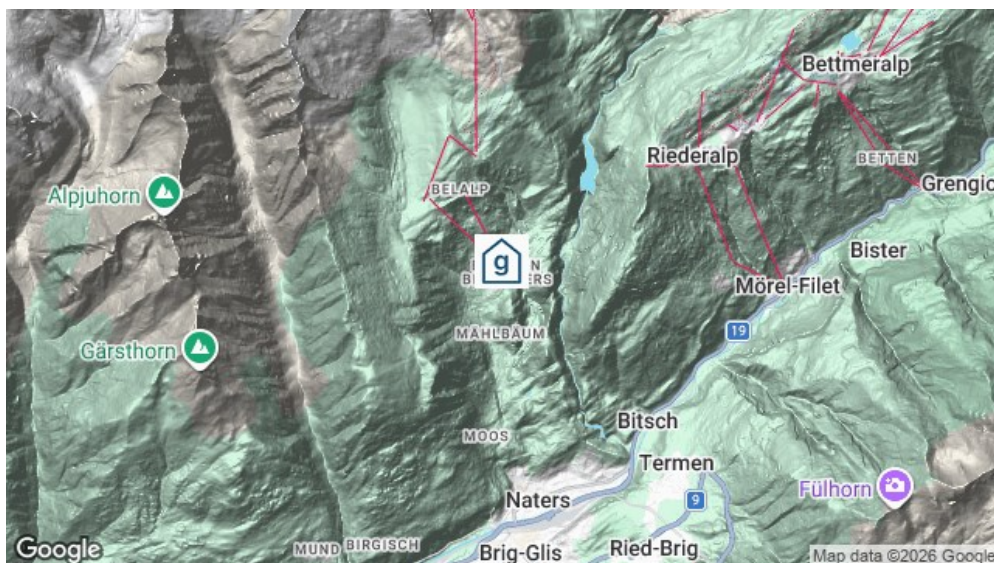 Bettmeralp
Riederalp
BETTEN
Grengio
Alpjuhorn
BELALP
g
Bister
Mörel-Filet
MÄHLBÄUM
19
Gärsthorn
Bitsch
MOOS
Termen
Fülhorn
Naters
9
MUND
BIRGISCH
Brig-Glis
Ried-Brig
Google
Map data ©2026 Google